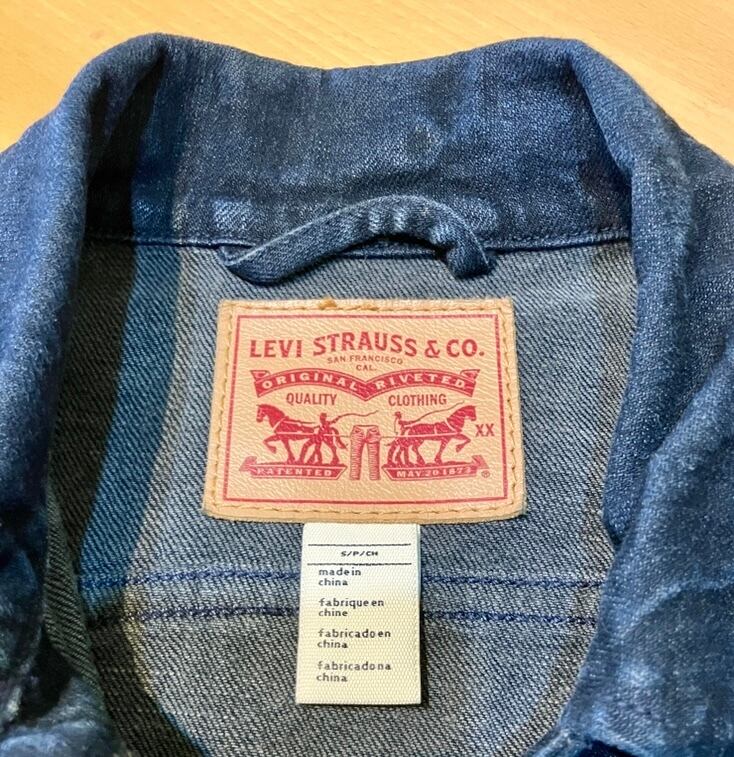 LEVI STRAUSS & CO.
SAN FRANCISCO
CAL.
ORIGINAL RIVETED
QUALITY CLOTHING
XX
PATENTED MAY 20 1873
®
S/P/CH
made in
china
fabrique en
chine
fabricado en
china
fabricado na
china